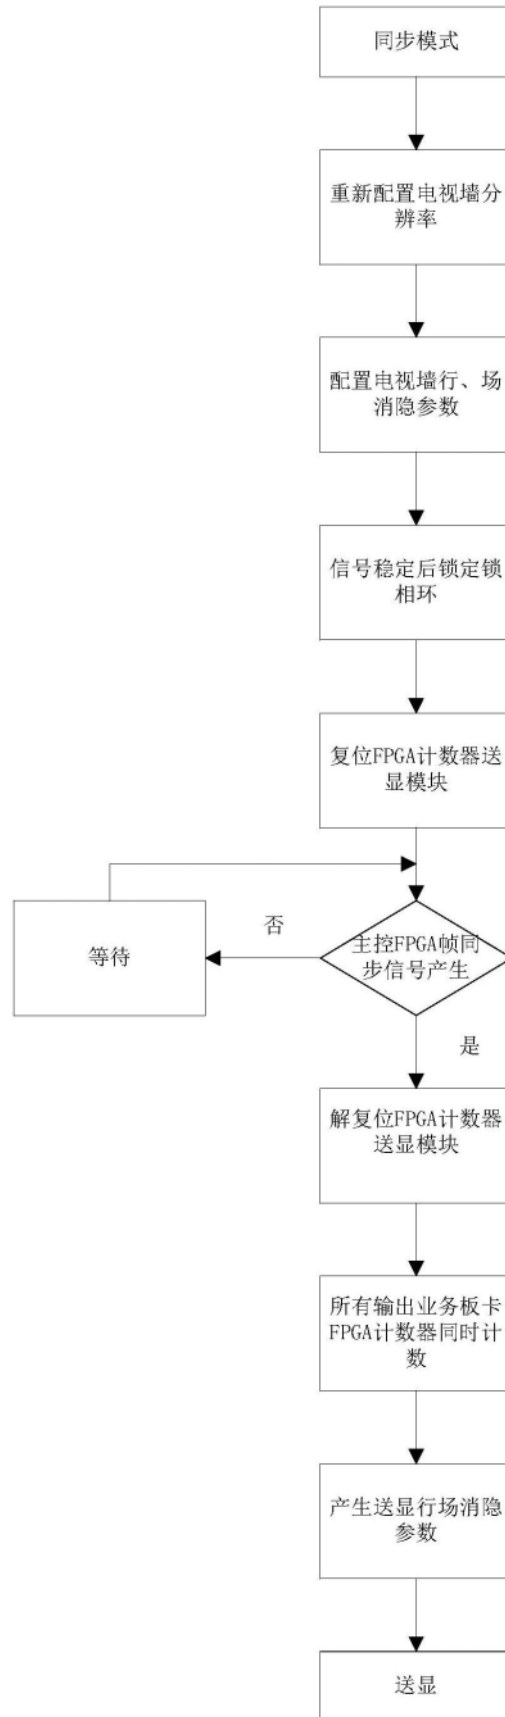 同步模式
重新配置电视墙分
辨率
配置电视墙行、场
消隐参数
信号稳定后锁定锁
相环
复位FPGA计数器送
显模块
否
等待
主控FPGA帧同
步信号产生
是
解复位FPGA计数器
送显模块
所有输出业务板卡
FPGA计数器同时计
数
产生送显行场消隐
参数
送显